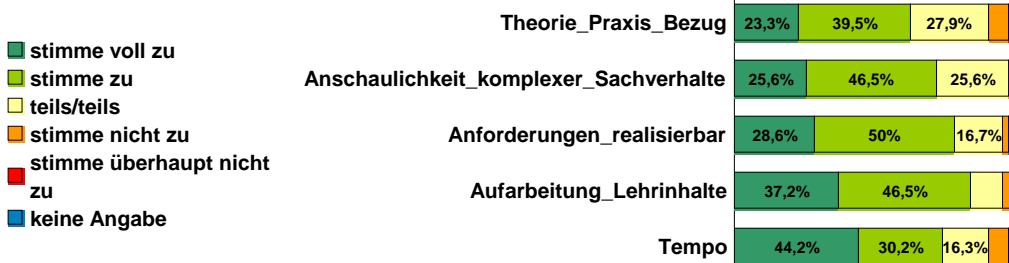 stimme voll zu
stimme zu
teils/teils
stimme nicht zu
stimme überhaupt nicht
zu
keine Angabe
Theorie_Praxis_Bezug 23,3% 39,5% 27,9%
Anschaulichkeit_komplexer_Sachverhalte 25,6% 46,5% 25,6%
Anforderungen_realisierbar 28,6% 50% 16,7%
Aufarbeitung_Lehrinhalte 37,2% 46,5%
Tempo 44,2% 30,2% 16,3%